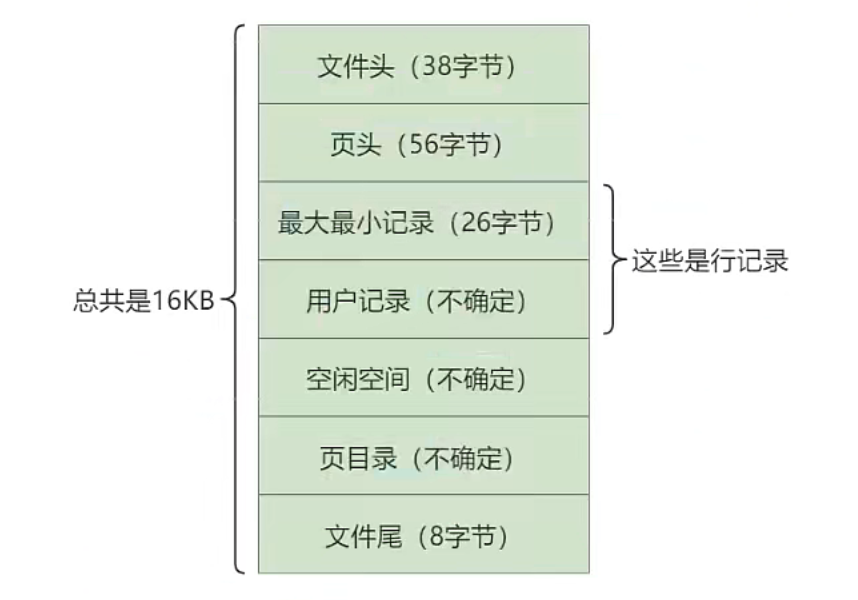 文件头（38字节）
页头（56字节）
最大最小记录（26字节）
这些是行记录
总共是16KB
用户记录（不确定）
空闲空间（不确定）
页目录（不确定）
文件尾（8字节）